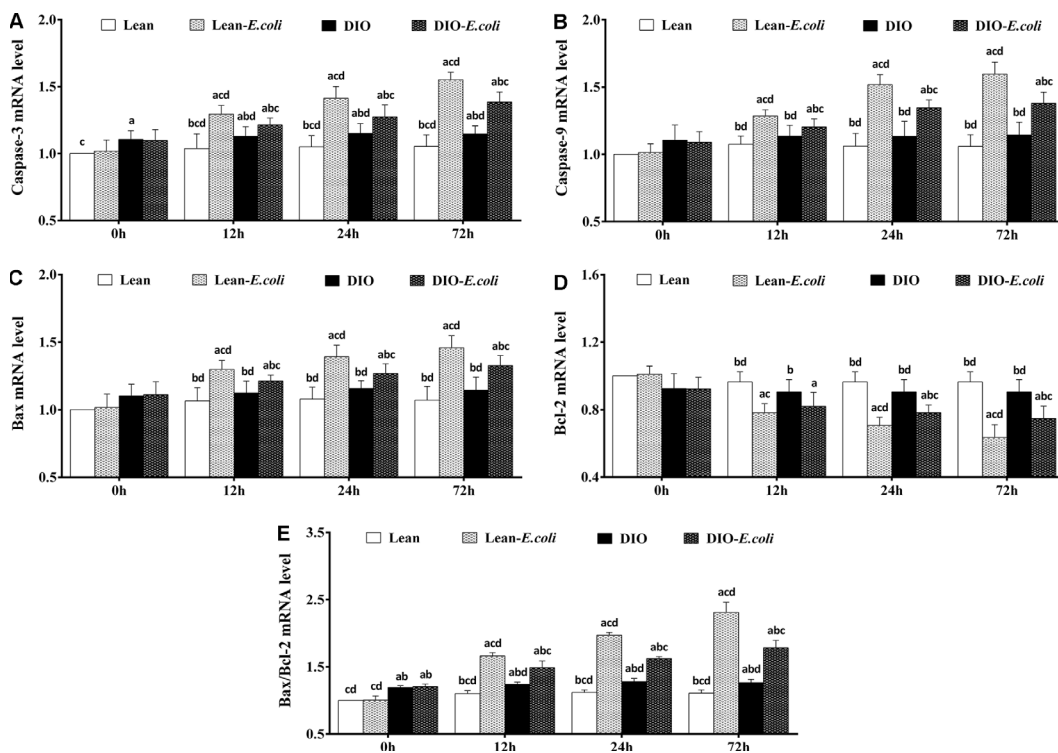 A
Lean
Lean-E.coli
DIO
DIO-E.coli
Caspase-3 mRNA level
2.0
1.5
1.0
0.5
c
a
bcd
acd
abd
abc
bcd
acd
abd
abc
bcd
acd
abd
abc
0h
12h
24h
72h
B
Lean
Lean-E.coli
DIO
DIO-E.coli
Caspase-9 mRNA level
2.0
1.5
1.0
0.5
bd
acd
bd
abc
bd
acd
bd
abc
bd
acd
bd
abc
0h
12h
24h
72h
C
Lean
Lean-E.coli
DIO
DIO-E.coli
Bax mRNA level
2.0
1.5
1.0
0.5
bd
acd
bd
abc
bd
acd
bd
abc
bd
acd
bd
abc
0h
12h
24h
72h
D
Lean
Lean-E.coli
DIO
DIO-E.coli
Bcl-2 mRNA level
1.6
1.2
0.8
0.4
bd
ac
b
a
bd
acd
bd
abc
bd
acd
bd
abc
0h
12h
24h
72h
E
Lean
Lean-E.coli
DIO
DIO-E.coli
Bax/Bcl-2 mRNA level
3.5
2.5
1.5
0.5
cd
cd
ab
ab
bcd
acd
abd
abc
bcd
acd
abd
abc
bcd
acd
abd
abc
0h
12h
24h
72h